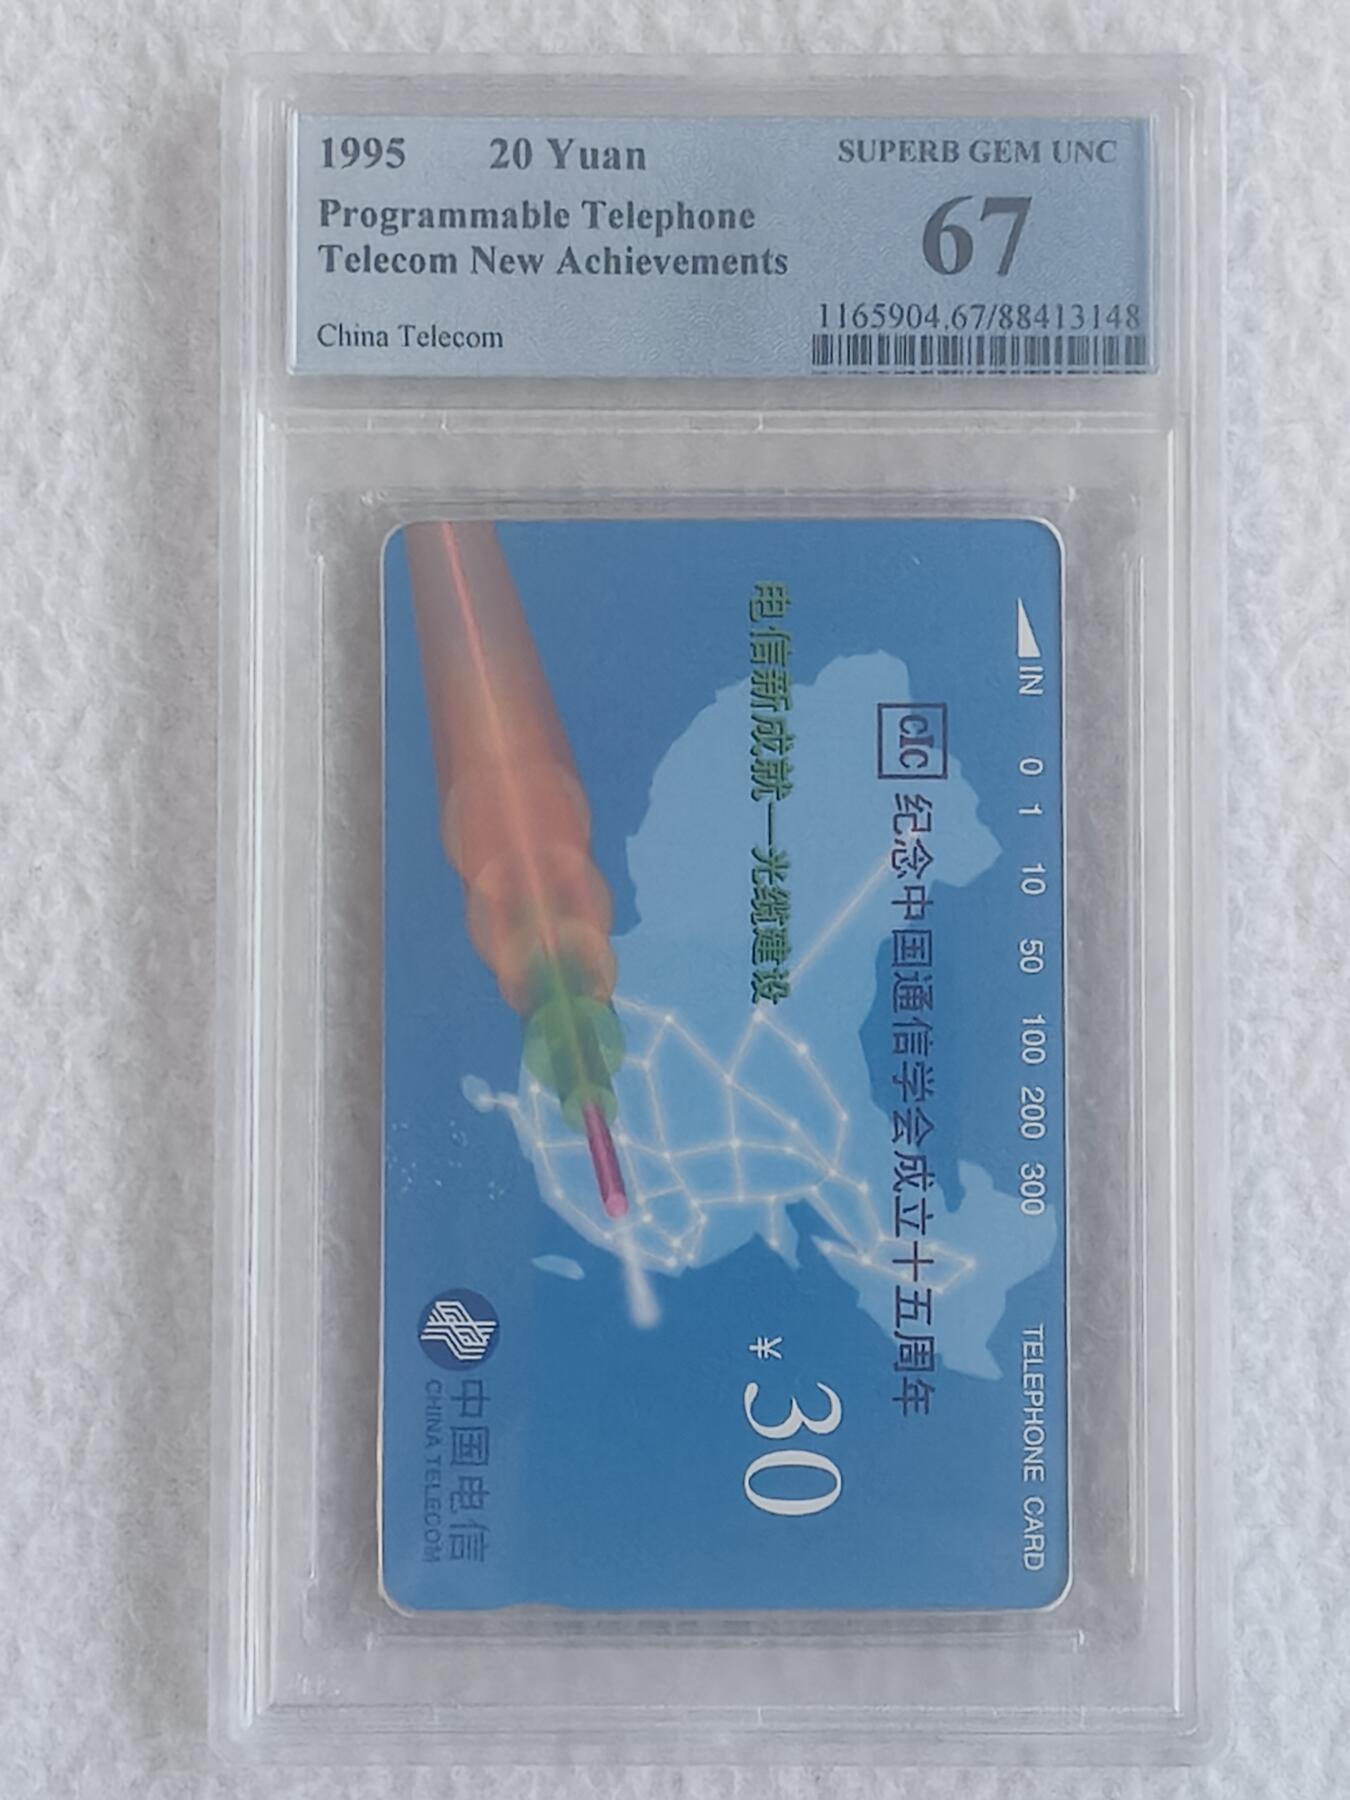 1995 20 Yuan
SUPERB GEM UNC
Programmable Telephone
67
Telecom New Achievements
1165904.67/88413148
China Telecom
IN 0 1 10 50 100 200 300 TELEPHONE CARD
CIC 纪念中国通信学会成立十五周年
电信新成就—光缆建设
¥30
中国电信
CHINA TELECOM